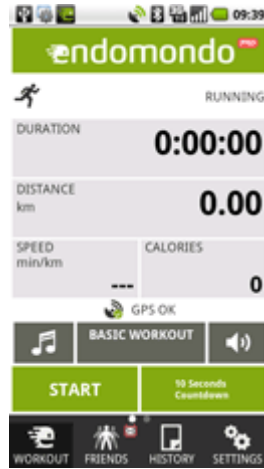 09:39
endomondo PRO
RUNNING
DURATION
0:00:00
DISTANCE
km
0.00
SPEED
min/km
---
CALORIES
0
GPS OK
BASIC WORKOUT
START
10 Seconds
Countdown
WORKOUT FRIENDS HISTORY SETTINGS